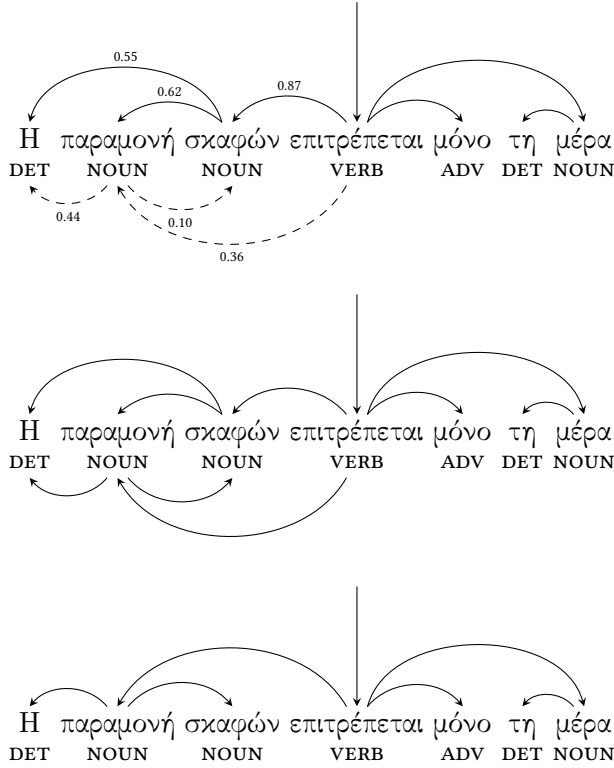 0.55
0.62
0.87
Η παραμονή σκαφών επιτρέπεται μόνο τη μέρα
DET NOUN NOUN VERB ADV DET NOUN
0.44
0.10
0.36
Η παραμονή σκαφών επιτρέπεται μόνο τη μέρα
DET NOUN NOUN VERB ADV DET NOUN
Η παραμονή σκαφών επιτρέπεται μόνο τη μέρα
DET NOUN NOUN VERB ADV DET NOUN